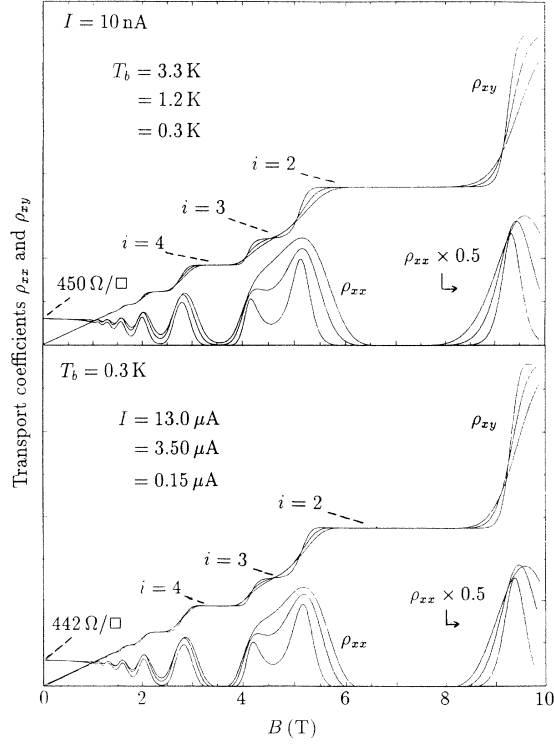 I = 10 nA
T_b = 3.3 K
= 1.2 K
= 0.3 K
ρ_xy
i = 2
i = 3
i = 4
ρ_xx × 0.5
450 Ω/□
ρ_xx
Transport coefficients ρ_xx and ρ_xy
T_b = 0.3 K
I = 13.0 μA
= 3.50 μA
= 0.15 μA
ρ_xy
i = 2
i = 3
i = 4
ρ_xx × 0.5
442 Ω/□
ρ_xx
0 2 4 6 8 10
B (T)